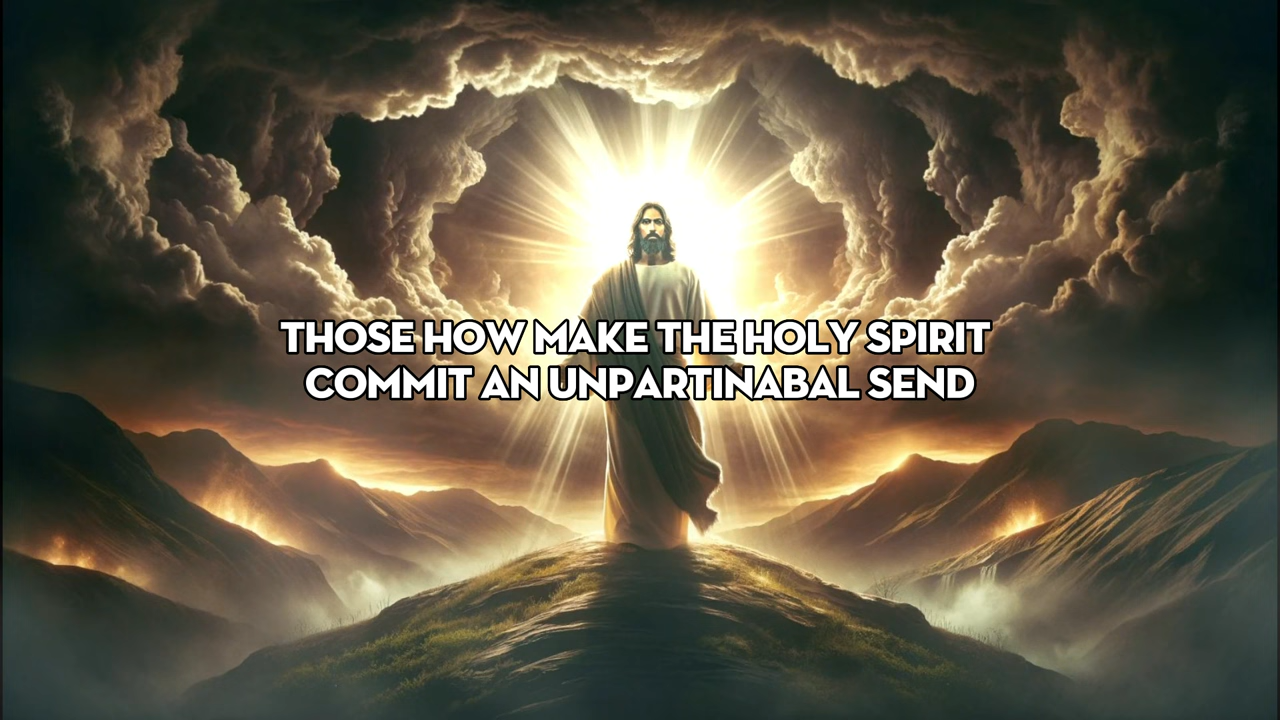 THOSE HOW MAKE THE HOLY SPIRIT
COMMIT AN UNPARTINABAL SEND